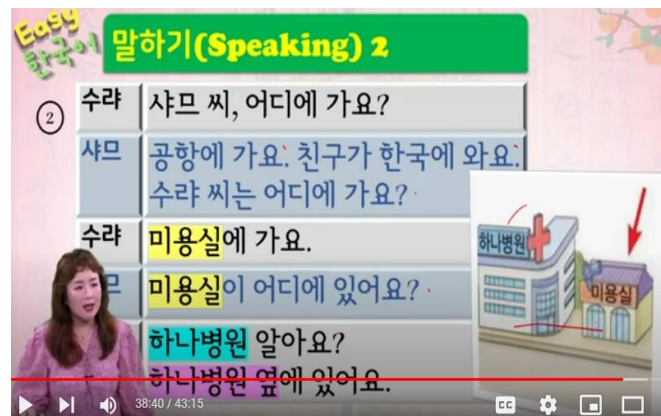 Easy
한국어
말하기(Speaking) 2
② 수랴 샤므 씨, 어디에 가요?
샤므 공항에 가요. 친구가 한국에 와요.
수랴 씨는 어디에 가요?
수랴 미용실에 가요.
므 미용실이 어디에 있어요?
하나병원 알아요?
하나병원 옆에 있어요.
하나병원
미용실
38:40 / 43:15
CC